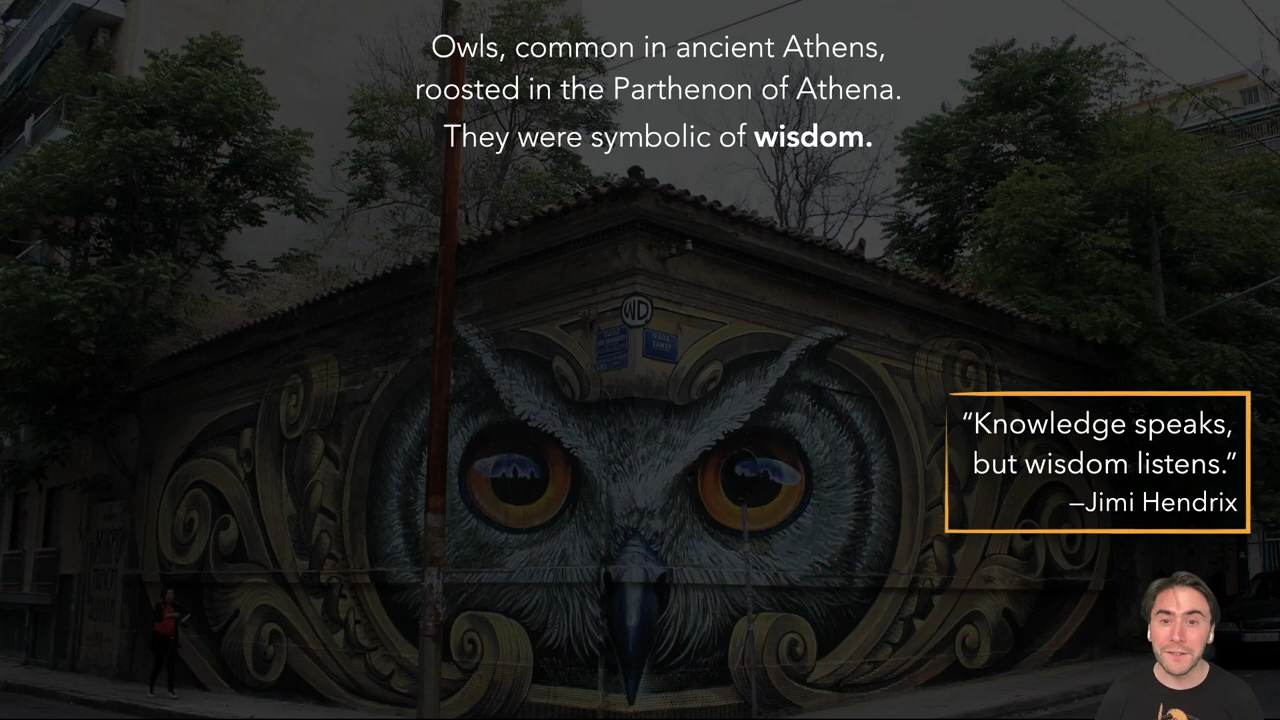 Owls, common in ancient Athens,
roosted in the Parthenon of Athena.
They were symbolic of wisdom.
WD
“Knowledge speaks,
but wisdom listens.”
–Jimi Hendrix